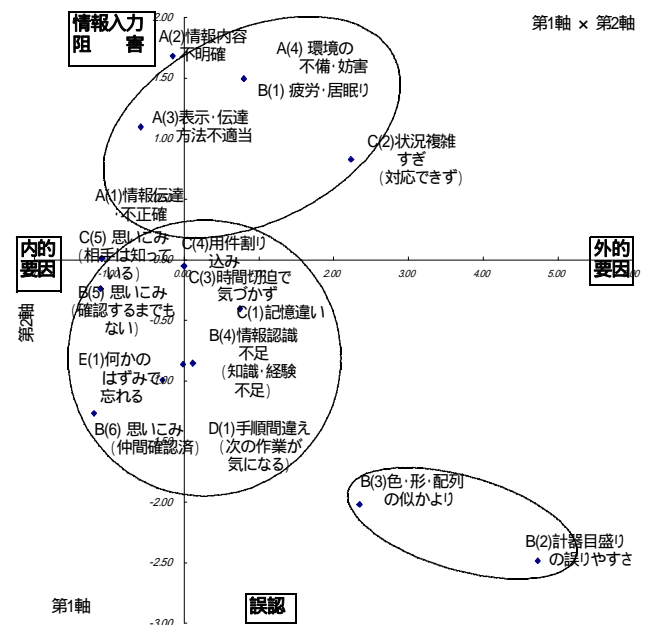 第1軸 × 第2軸
情報入力
阻 害
2.00
A(2)情報内容
不明確
A(4) 環境の
不備・妨害
1.50
B(1) 疲労・居眠り
A(3)表示・伝達
方法不適当
1.00
C(2)状況複雑
すぎ
(対応できず)
A(1)情報伝達
不正確
内的
要因
C(5) 思いこみ
(相手は知って
いる)
C(4)用件割り
込み
外的
要因
0.00
1.00
2.00
3.00
4.00
5.00
C(3)時間切迫で
気づかず
B(5) 思いこみ
(確認するまでも
ない)
C(1)記憶違い
-0.50
第2軸
B(4)情報認識
不足
(知識・経験
不足)
E(1)何かの
はずみで
忘れる
B(6) 思いこみ
(仲間確認済)
D(1)手順間違え
(次の作業が
気になる)
B(3)色・形・配列
の似かより
-2.00
B(2)計器目盛り
の誤りやすさ
-2.50
第1軸
誤認
-3.00